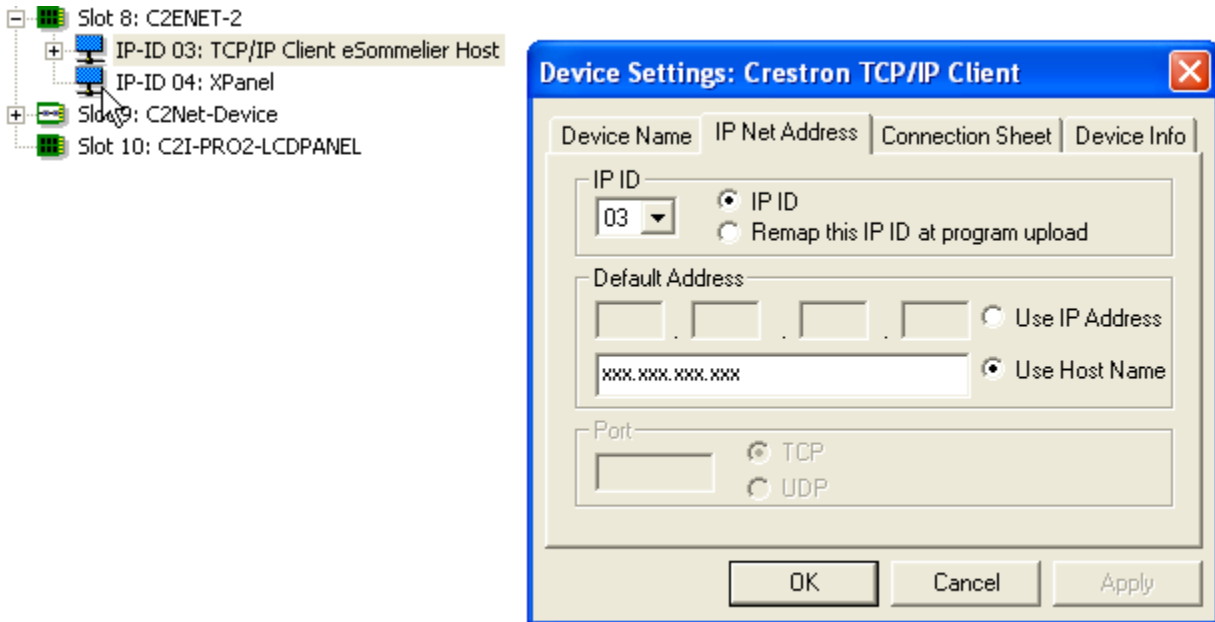 Slot 8: C2ENET-2
IP-ID 03: TCP/IP Client eSommelier Host
IP-ID 04: XPanel
Slot 9: C2Net-Device
Slot 10: C2I-PRO2-LCDPANEL
Device Settings: Crestron TCP/IP Client
Device Name IP Net Address Connection Sheet Device Info
IP ID
03
IP ID
Remap this IP ID at program upload
Default Address
. . .
Use IP Address
xxx.xxx.xxx.xxx
Use Host Name
Port
TCP
UDP
OK Cancel Apply